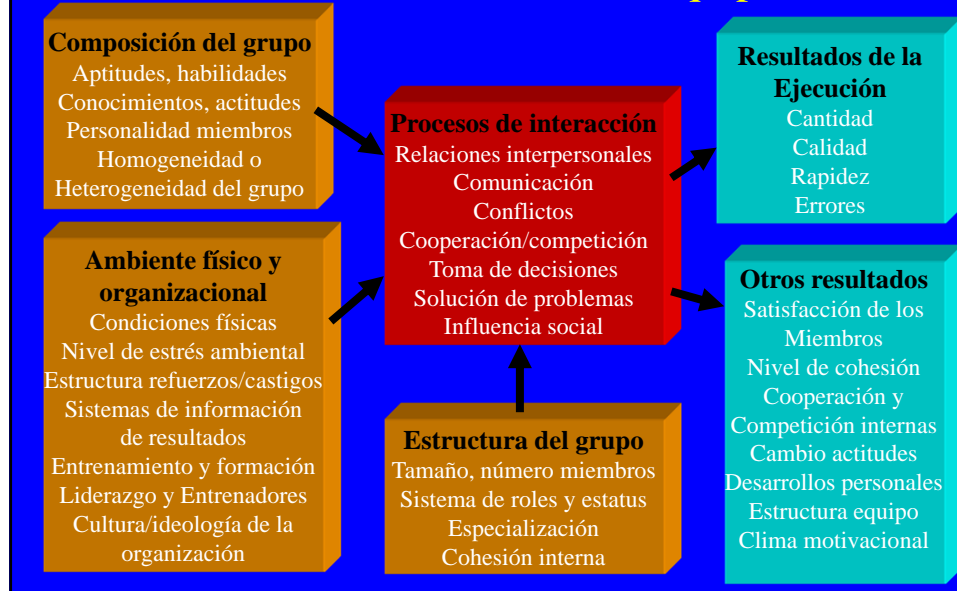 Composición del grupo
Aptitudes, habilidades
Conocimientos, actitudes
Personalidad miembros
Homogeneidad o
Heterogeneidad del grupo
Ambiente físico y
organizacional
Condiciones físicas
Nivel de estrés ambiental
Estructura refuerzos/castigos
Sistemas de información
de resultados
Entrenamiento y formación
Liderazgo y Entrenadores
Cultura/ideología de la
organización
Procesos de interacción
Relaciones interpersonales
Comunicación
Conflictos
Cooperación/competición
Toma de decisiones
Solución de problemas
Influencia social
Estructura del grupo
Tamaño, número miembros
Sistema de roles y estatus
Especialización
Cohesión interna
Resultados de la
Ejecución
Cantidad
Calidad
Rapidez
Errores
Otros resultados
Satisfacción de los
Miembros
Nivel de cohesión
Cooperación y
Competición internas
Cambio actitudes
Desarrollos personales
Estructura equipo
Clima motivacional